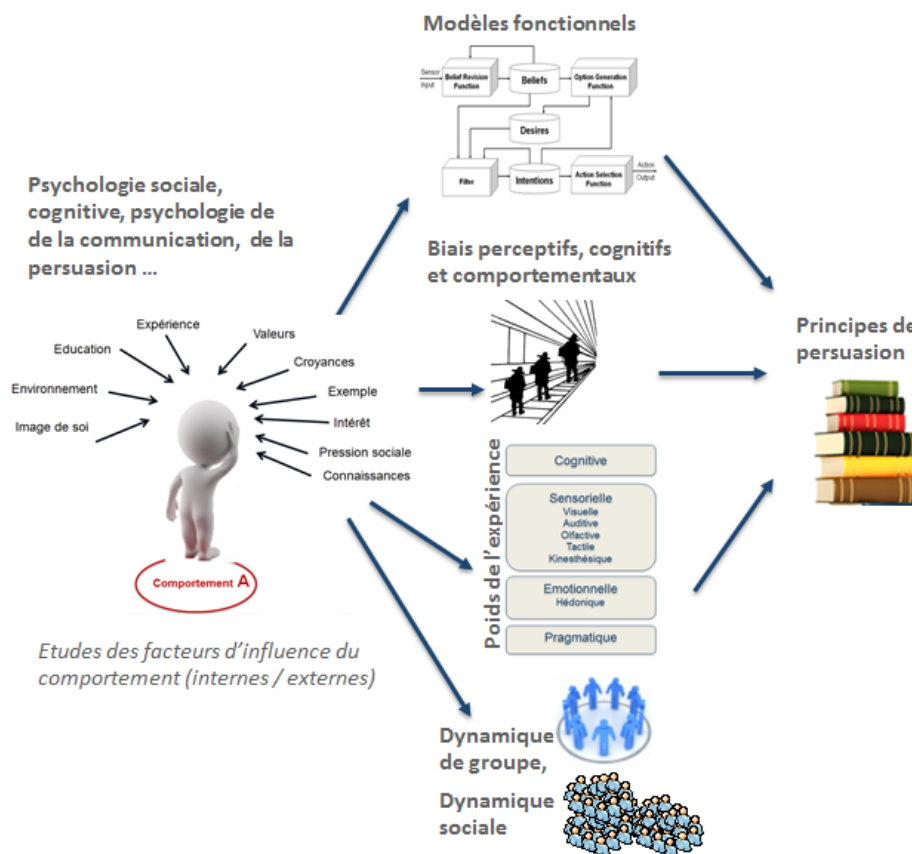 Modèles fonctionnels
Sensor
Input
Belief Revision
Function
Beliefs
Option Generation
Function
Desires
Filter
Intentions
Action Selection
Function
Action
Output
Psychologie sociale,
cognitive, psychologie de
de la communication, de la
persuasion ...
Biais perceptifs, cognitifs
et comportementaux
Expérience
Valeurs
Education
Croyances
Environnement
Exemple
Image de soi
Intérêt
Pression sociale
Connaissances
Comportement A
Etudes des facteurs d'influence du
comportement (internes / externes)
Poids de l'expérience
Cognitive
Sensorielle
Visuelle
Auditive
Olfactive
Tactile
Kinesthésique
Emotionnelle
Hédonique
Pragmatique
Principes de
persuasion
Dynamique
de groupe,
Dynamique
sociale